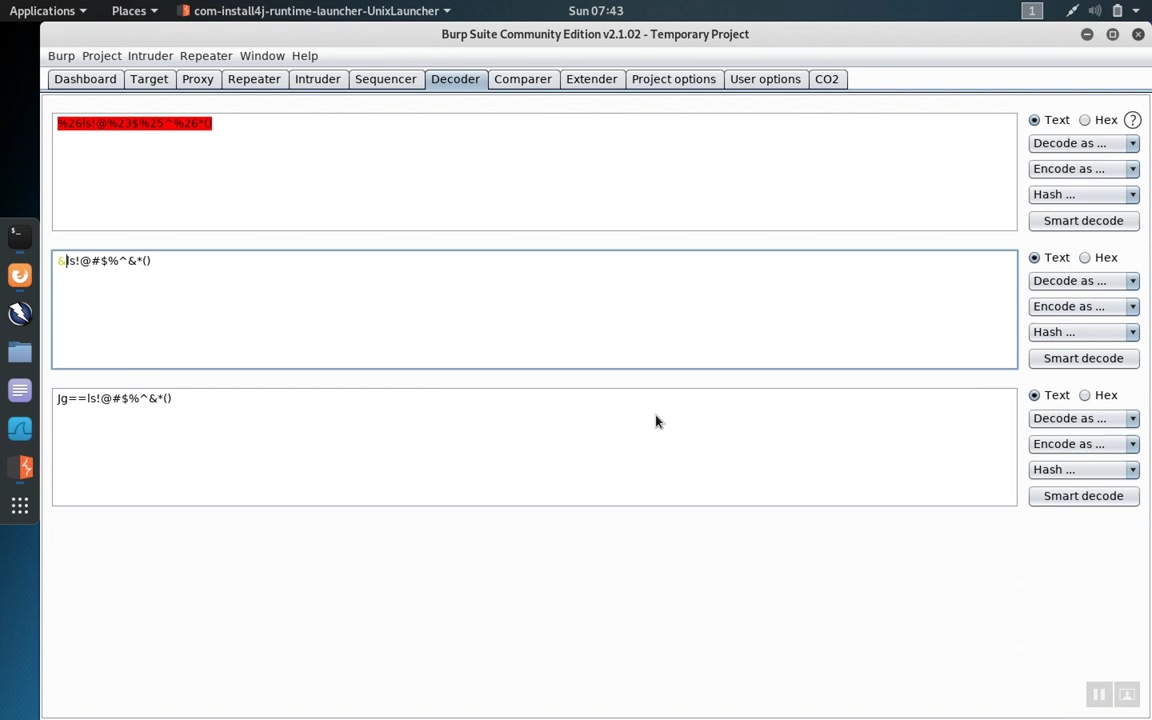 Applications Places com-install4j-runtime-launcher-UnixLauncher Sun 07:43 1
Burp Suite Community Edition v2.1.02 - Temporary Project
Burp Project Intruder Repeater Window Help
Dashboard Target Proxy Repeater Intruder Sequencer Decoder Comparer Extender Project options User options CO2
%26ls!@%23$%25^%26*()
Text Hex ?
Decode as ...
Encode as ...
Hash ...
Smart decode
&ls!@#$%^&*()
Text Hex
Decode as ...
Encode as ...
Hash ...
Smart decode
Jg==ls!@#$%^&*()
Text Hex
Decode as ...
Encode as ...
Hash ...
Smart decode
$_